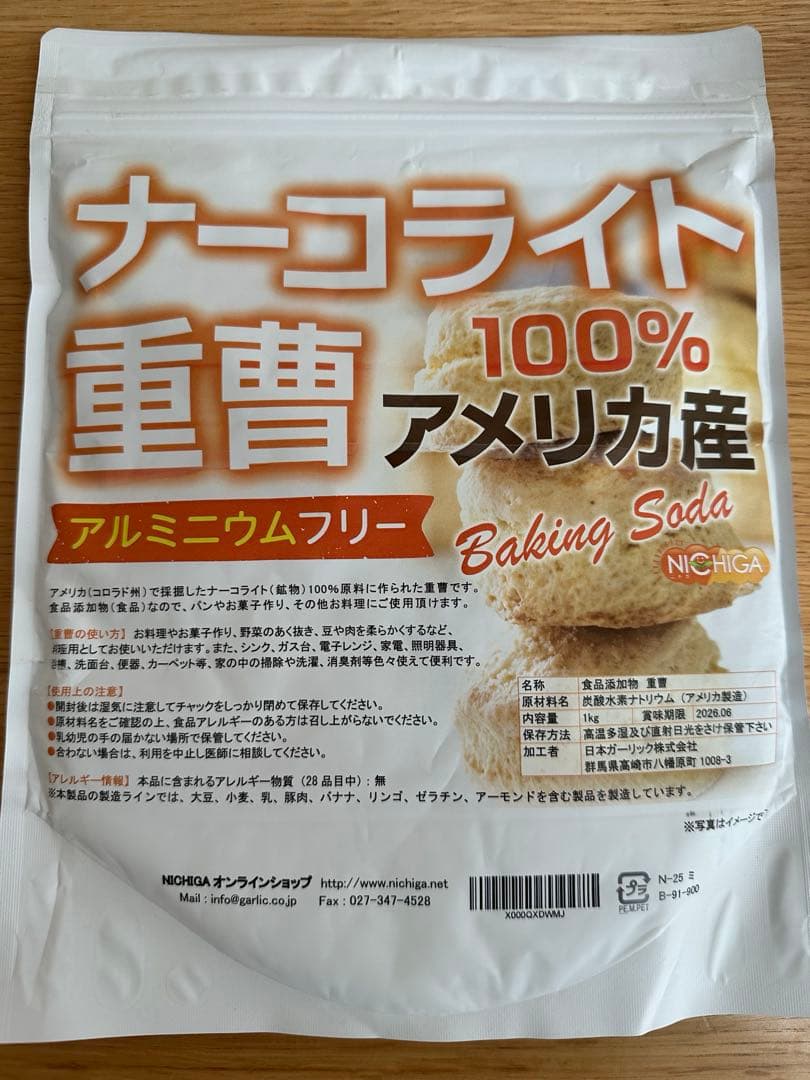 ナーコライト
重曹
100%
アメリカ産
アルミニウムフリー
Baking Soda
NICHIGA
アメリカ(コロラド州)で採掘したナーコライト(鉱物)100%原料に作られた重曹です。
食品添加物(食品)なので、パンやお菓子作り、その他お料理にご使用頂けます。
【重曹の使い方】 お料理やお菓子作り、野菜のあく抜き、豆や肉を柔らかくするなど、
用としてお使いいただけます。また、シンク、ガス台、電子レンジ、家電、照明器具、
洗面台、便器、カーペット等、家の中の掃除や洗濯、消臭剤等色々使えて便利です。
【使用上の注意】
●開封後は湿気に注意してチャックをしっかり閉めて保存してください。
●原材料名をご確認の上、食品アレルギーのある方は召し上がらないでください。
●乳幼児の手の届かない場所で保管してください。
●合わない場合は、利用を中止し医師に相談してください。
名称 食品添加物 重曹
原材料名 炭酸水素ナトリウム(アメリカ製造)
内容量 1kg 賞味期限 2026.06
保存方法 高温多湿及び直射日光をさけ保管下さい
加工者 日本ガーリック株式会社
群馬県高崎市八幡原町 1008-3
【アレルギー情報】 本品に含まれるアレルギー物質(28品目中):無
※本製品の製造ラインでは、大豆、小麦、乳、豚肉、バナナ、リンゴ、ゼラチン、アーモンドを含む製品を製造しています。
※写真はイメージで
NICHIGA オンラインショップ http://www.nichiga.net
Mail : info@garlic.co.jp Fax : 027-347-4528
X000QXDWMJ
プラ
PE,M,PET
N-25 ミ
B-91-900